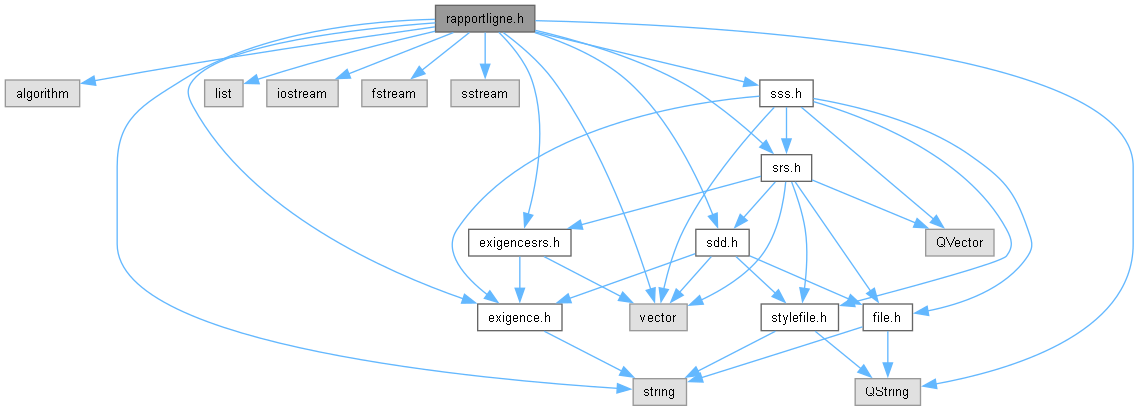 rapportligne.h
algorithm
list
iostream
fstream
sstream
sss.h
srs.h
exigencesrs.h
sdd.h
QVector
exigence.h
vector
stylefile.h
file.h
string
QString